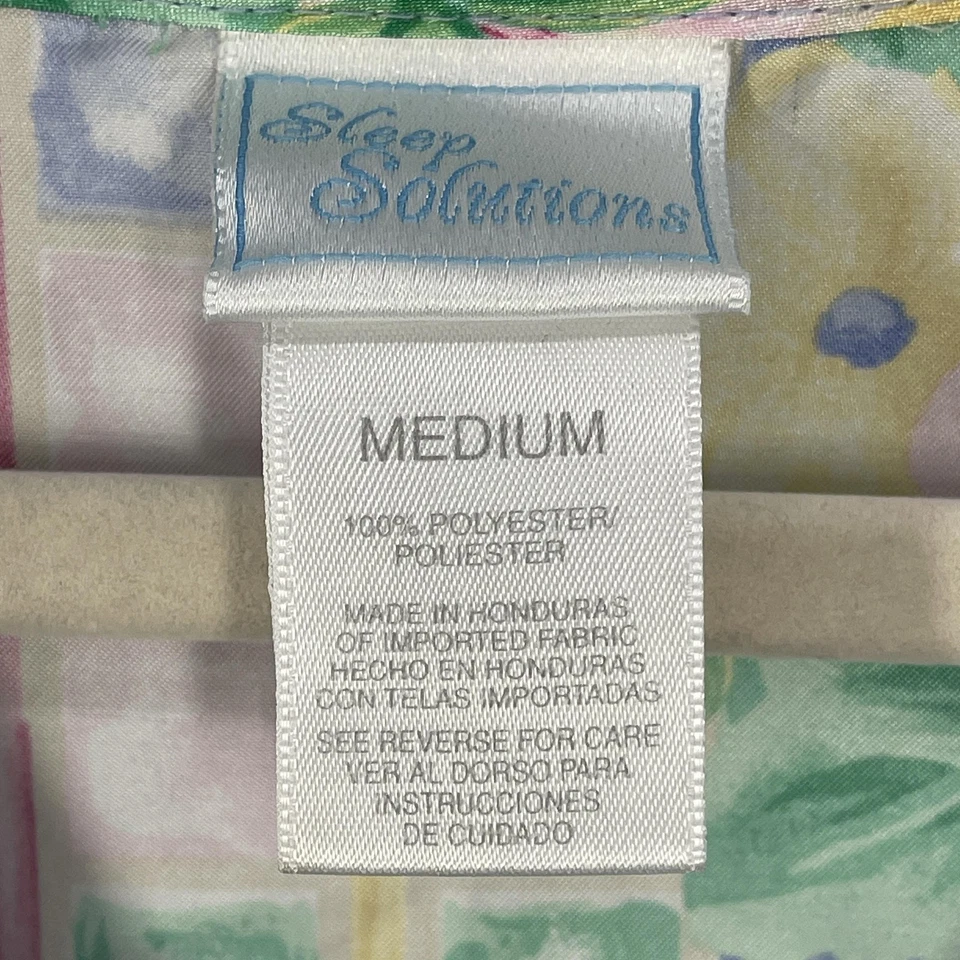 Sleep
Solutions
MEDIUM
100% POLYESTER/
POLIESTER
MADE IN HONDURAS
OF IMPORTED FABRIC
HECHO EN HONDURAS
CON TELAS IMPORTADAS
SEE REVERSE FOR CARE
VER AL DORSO PARA
INSTRUCCIONES
DE CUIDADO